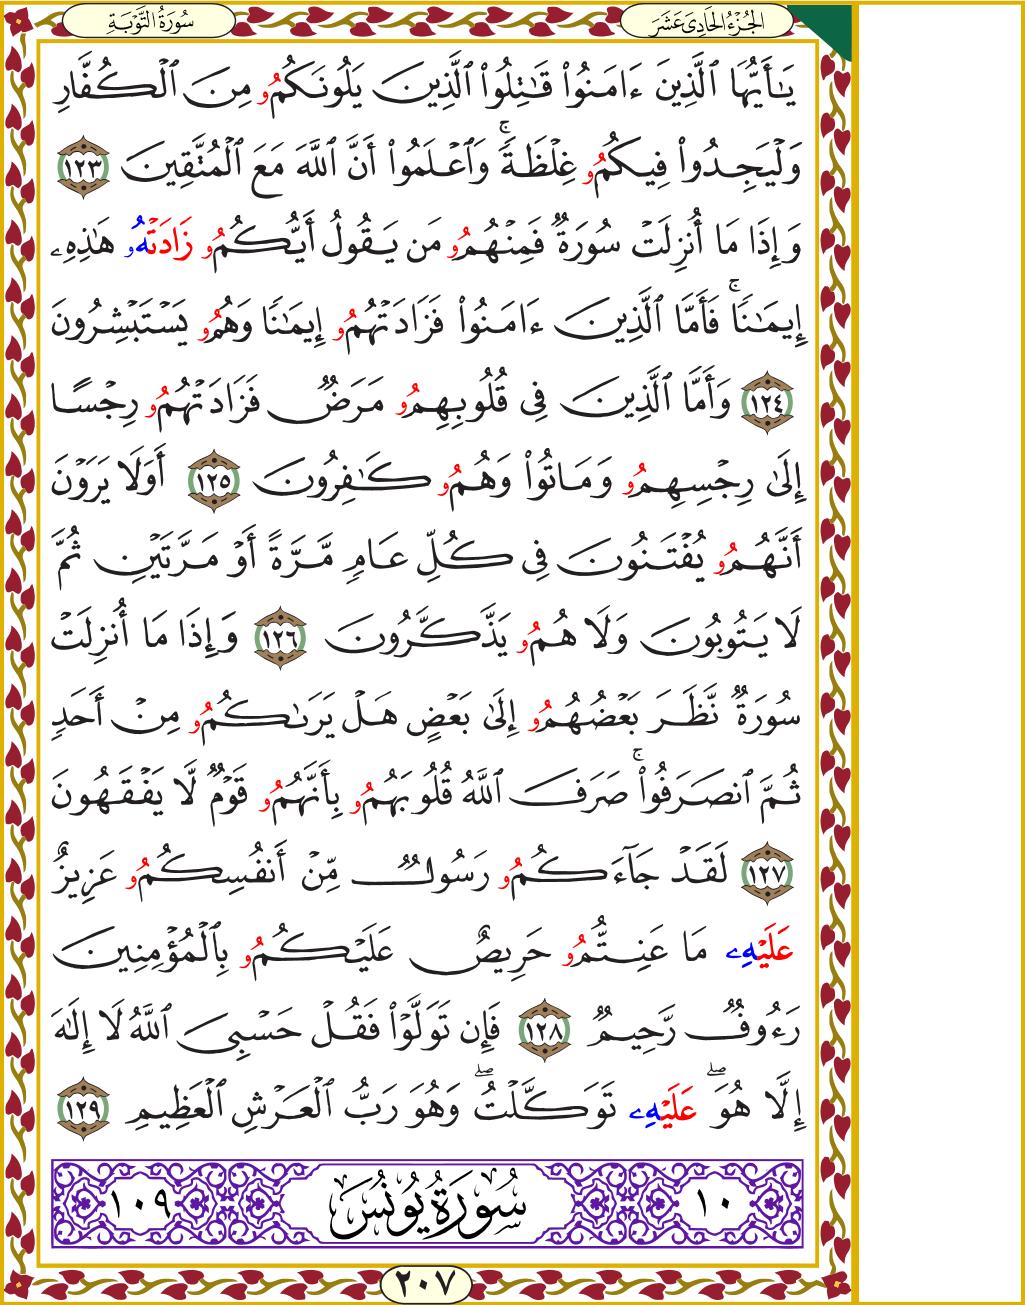 الجُزْءُ الحَادِى عَشَرَ
سُورَةُ التَّوْبَةِ
يَـٰٓأَيُّهَا ٱلَّذِينَ ءَامَنُوا۟ قَـٰتِلُوا۟ ٱلَّذِينَ يَلُونَكُمُۥ مِنَ ٱلْكُفَّارِ
وَلْيَجِدُوا۟ فِيكُمُۥ غِلْظَةًۚ وَٱعْلَمُوٓا۟ أَنَّ ٱللَّهَ مَعَ ٱلْمُتَّقِينَ ١٢٣
وَإِذَا مَا أُنزِلَتْ سُورَةٌ فَمِنْهُمُۥ مَن يَقُولُ أَيُّكُمُۥ زَادَتْهُۥ هَـٰذِهِۦ
إِيمَـٰنًاۚ فَأَمَّا ٱلَّذِينَ ءَامَنُوا۟ فَزَادَتْهُمُۥ إِيمَـٰنًا وَهُمُۥ يَسْتَبْشِرُونَ
١٢٤ وَأَمَّا ٱلَّذِينَ فِى قُلُوبِهِمُۥ مَرَضٌ فَزَادَتْهُمُۥ رِجْسًا
إِلَىٰ رِجْسِهِمُۥ وَمَاتُوا۟ وَهُمُۥ كَـٰفِرُونَ ١٢٥ أَوَلَا يَرَوْنَ
أَنَّهُمُۥ يُفْتَنُونَ فِى كُلِّ عَامٍ مَّرَّةً أَوْ مَرَّتَيْنِ ثُمَّ
لَا يَتُوبُونَ وَلَا هُمُۥ يَذَّكَّرُونَ ١٢٦ وَإِذَا مَا أُنزِلَتْ
سُورَةٌ نَّظَرَ بَعْضُهُمُۥ إِلَىٰ بَعْضٍ هَلْ يَرَىٰكُمُۥ مِنْ أَحَدٍ
ثُمَّ ٱنصَرَفُوا۟ۚ صَرَفَ ٱللَّهُ قُلُوبَهُمُۥ بِأَنَّهُمُۥ قَوْمٌ لَّا يَفْقَهُونَ
١٢٧ لَقَدْ جَآءَكُمُۥ رَسُولٌ مِّنْ أَنفُسِكُمُۥ عَزِيزٌ
عَلَيْهِۦ مَا عَنِتُّمُۥ حَرِيصٌ عَلَيْكُمُۥ بِٱلْمُؤْمِنِينَ
رَءُوفٌ رَّحِيمٌ ١٢٨ فَإِن تَوَلَّوْا۟ فَقُلْ حَسْبِىَ ٱللَّهُ لَا إِلَـٰهَ
إِلَّا هُوَۖ عَلَيْهِۦ تَوَكَّلْتُۖ وَهُوَ رَبُّ ٱلْعَرْشِ ٱلْعَظِيمِ ١٢٩
١٠ سُورَةُ يُونُسَ ١٠٩
٢٠٧